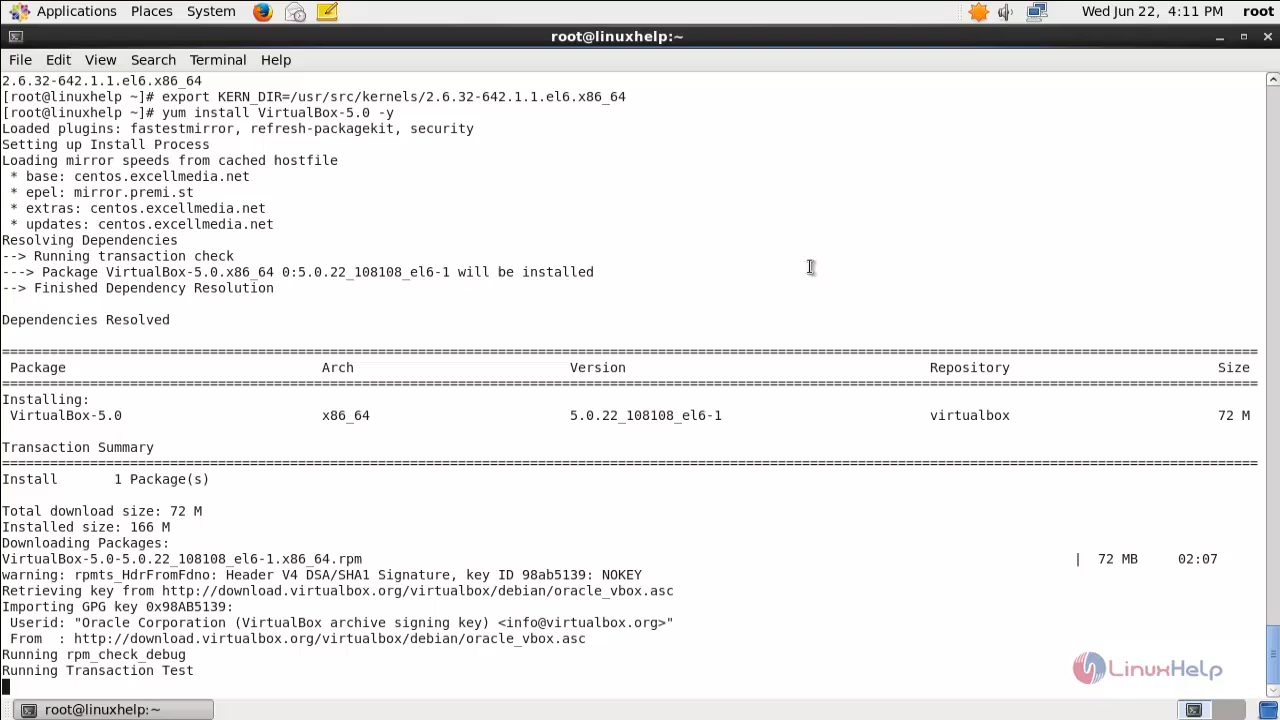 Applications Places System Wed Jun 22, 4:11 PM root
root@linuxhelp:~
File Edit View Search Terminal Help
2.6.32-642.1.1.el6.x86_64
[root@linuxhelp ~]# export KERN_DIR=/usr/src/kernels/2.6.32-642.1.1.el6.x86_64
[root@linuxhelp ~]# yum install VirtualBox-5.0 -y
Loaded plugins: fastestmirror, refresh-packagekit, security
Setting up Install Process
Loading mirror speeds from cached hostfile
* base: centos.excellmedia.net
* epel: mirror.premi.st
* extras: centos.excellmedia.net
* updates: centos.excellmedia.net
Resolving Dependencies
--> Running transaction check
---> Package VirtualBox-5.0.x86_64 0:5.0.22_108108_el6-1 will be installed
--> Finished Dependency Resolution
Dependencies Resolved
Package Arch Version Repository Size
Installing:
VirtualBox-5.0 x86_64 5.0.22_108108_el6-1 virtualbox 72 M
Transaction Summary
Install 1 Package(s)
Total download size: 72 M
Installed size: 166 M
Downloading Packages:
VirtualBox-5.0-5.0.22_108108_el6-1.x86_64.rpm | 72 MB 02:07
warning: rpmts_HdrFromFdno: Header V4 DSA/SHA1 Signature, key ID 98ab5139: NOKEY
Retrieving key from http://download.virtualbox.org/virtualbox/debian/oracle_vbox.asc
Importing GPG key 0x98AB5139:
Userid: "Oracle Corporation (VirtualBox archive signing key) <info@virtualbox.org>"
From : http://download.virtualbox.org/virtualbox/debian/oracle_vbox.asc
Running rpm_check_debug
Running Transaction Test
LinuxHelp
root@linuxhelp:~